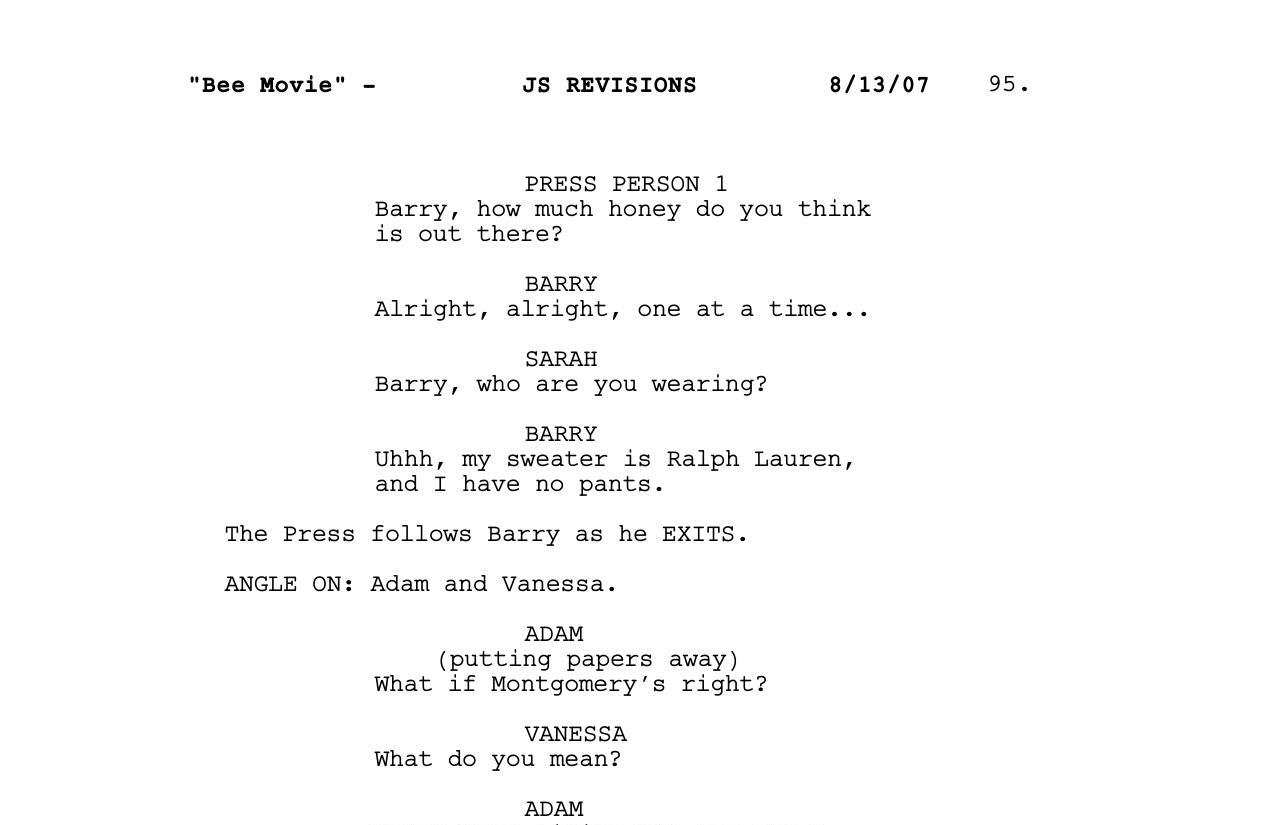 "Bee Movie" - JS REVISIONS 8/13/07 95.
PRESS PERSON 1
Barry, how much honey do you think
is out there?
BARRY
Alright, alright, one at a time...
SARAH
Barry, who are you wearing?
BARRY
Uhhh, my sweater is Ralph Lauren,
and I have no pants.
The Press follows Barry as he EXITS.
ANGLE ON: Adam and Vanessa.
ADAM
(putting papers away)
What if Montgomery’s right?
VANESSA
What do you mean?
ADAM